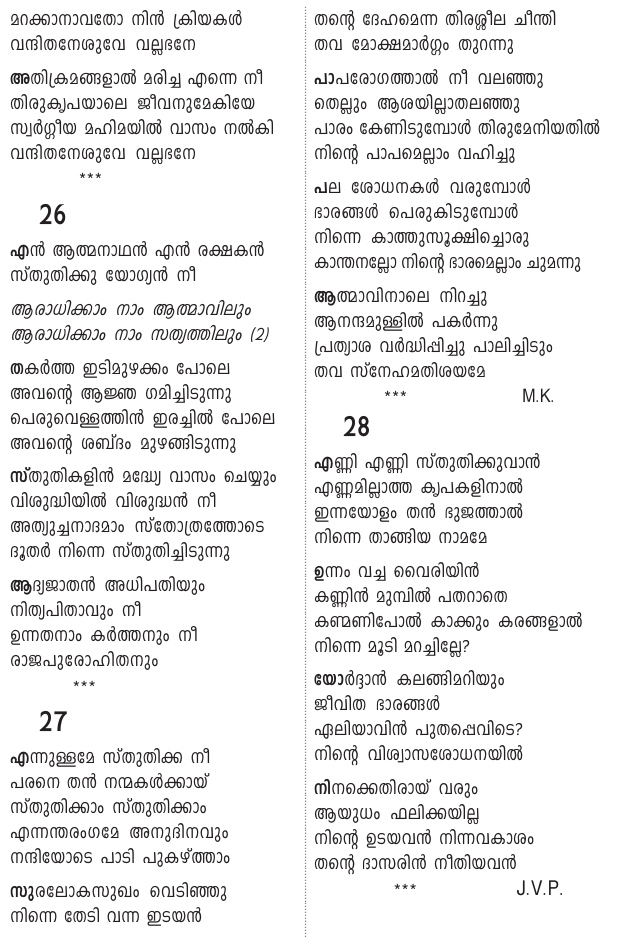 മറക്കാനാവതോ നിൻ ക്രിയകൾ
വന്ദിതനേശുവേ വല്ലഭനേ
അതിക്രമങ്ങളാൽ മരിച്ച എന്നെ നീ
തിരുകൃപയാലെ ജീവനുമേകിയേ
സ്വർഗ്ഗീയ മഹിമയിൽ വാസം നൽകി
വന്ദിതനേശുവേ വല്ലഭനേ
***
26
എൻ ആത്മനാഥൻ എൻ രക്ഷകൻ
സ്തുതിക്കു യോഗ്യൻ നീ
ആരാധിക്കാം നാം ആത്മാവിലും
ആരാധിക്കാം നാം സത്യത്തിലും (2)
തകർത്ത ഇടിമുഴക്കം പോലെ
അവന്റെ ആജ്ഞ ഗമിച്ചിടുന്നു
പെരുവെള്ളത്തിൻ ഇരച്ചിൽ പോലെ
അവന്റെ ശബ്ദം മുഴങ്ങിടുന്നു
സ്തുതികളിൻ മദ്ധ്യേ വാസം ചെയ്യും
വിശുദ്ധിയിൽ വിശുദ്ധൻ നീ
അത്യുച്ചനാദമാം സ്തോത്രത്തോടെ
ദൂതർ നിന്നെ സ്തുതിച്ചിടുന്നു
ആദ്യജാതൻ അധിപതിയും
നിത്യപിതാവും നീ
ഉന്നതനാം കർത്തനും നീ
രാജപുരോഹിതനും
***
27
എന്നുള്ളമേ സ്തുതിക്ക നീ
പരനെ തൻ നന്മകൾക്കായ്
സ്തുതിക്കാം സ്തുതിക്കാം
എന്നന്തരംഗമേ അനുദിനവും
നന്ദിയോടെ പാടി പുകഴ്ത്താം
സുരലോകസുഖം വെടിഞ്ഞു
നിന്നെ തേടി വന്ന ഇടയൻ
തന്റെ ദേഹമെന്ന തിരശ്ശീല ചീന്തി
തവ മോക്ഷമാർഗ്ഗം തുറന്നു
പാപരോഗത്താൽ നീ വലഞ്ഞു
തെല്ലും ആശയില്ലാതലഞ്ഞു
പാരം കേണിടുമ്പോൾ തിരുമേനിയതിൽ
നിന്റെ പാപമെല്ലാം വഹിച്ചു
പല ശോധനകൾ വരുമ്പോൾ
ഭാരങ്ങൾ പെരുകിടുമ്പോൾ
നിന്നെ കാത്തുസൂക്ഷിച്ചൊരു
കാന്തനല്ലോ നിന്റെ ഭാരമെല്ലാം ചുമന്നു
ആത്മാവിനാലെ നിറച്ചു
ആനന്ദമുള്ളിൽ പകർന്നു
പ്രത്യാശ വർദ്ധിപ്പിച്ചു പാലിച്ചിടും
തവ സ്നേഹമതിശയമേ
*** M.K.
28
എണ്ണി എണ്ണി സ്തുതിക്കുവാൻ
എണ്ണമില്ലാത്ത കൃപകളിനാൽ
ഇന്നയോളം തൻ ഭുജത്താൽ
നിന്നെ താങ്ങിയ നാമമേ
ഉന്നം വച്ച വൈരിയിൻ
കണ്ണിൻ മുമ്പിൽ പതറാതെ
കണ്മണിപോൽ കാക്കും കരങ്ങളാൽ
നിന്നെ മൂടി മറച്ചില്ലേ?
യോർദ്ദാൻ കലങ്ങിമറിയും
ജീവിത ഭാരങ്ങൾ
ഏലിയാവിൻ പുതപ്പെവിടെ?
നിന്റെ വിശ്വാസശോധനയിൽ
നിനക്കെതിരായ് വരും
ആയുധം ഫലിക്കയില്ല
നിന്റെ ഉടയവൻ നിന്നവകാശം
തന്റെ ദാസരിൻ നീതിയവൻ
*** J.V.P.